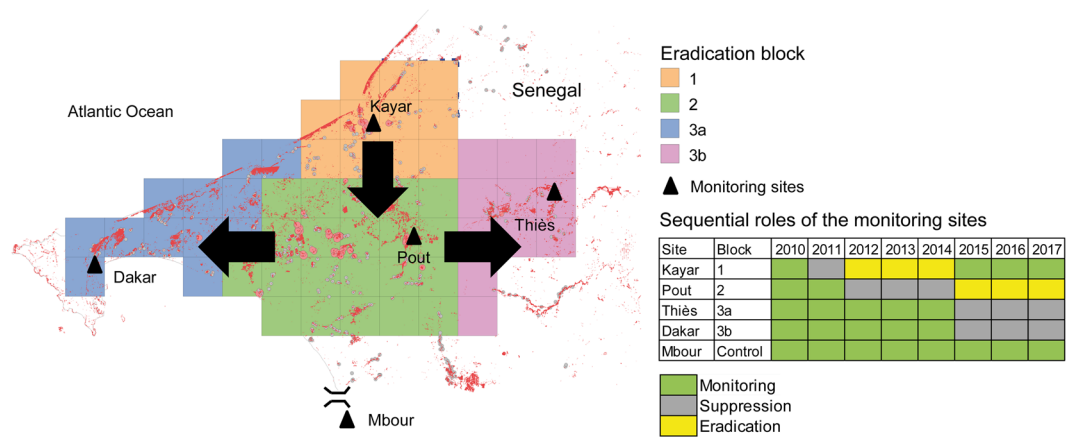 Atlantic Ocean
Senegal
Kayar
Thiès
Pout
Dakar
Mbour
Eradication block
1
2
3a
3b
Monitoring sites
Sequential roles of the monitoring sites
Site Block 2010 2011 2012 2013 2014 2015 2016 2017
Kayar 1
Pout 2
Thiès 3a
Dakar 3b
Mbour Control
Monitoring
Suppression
Eradication